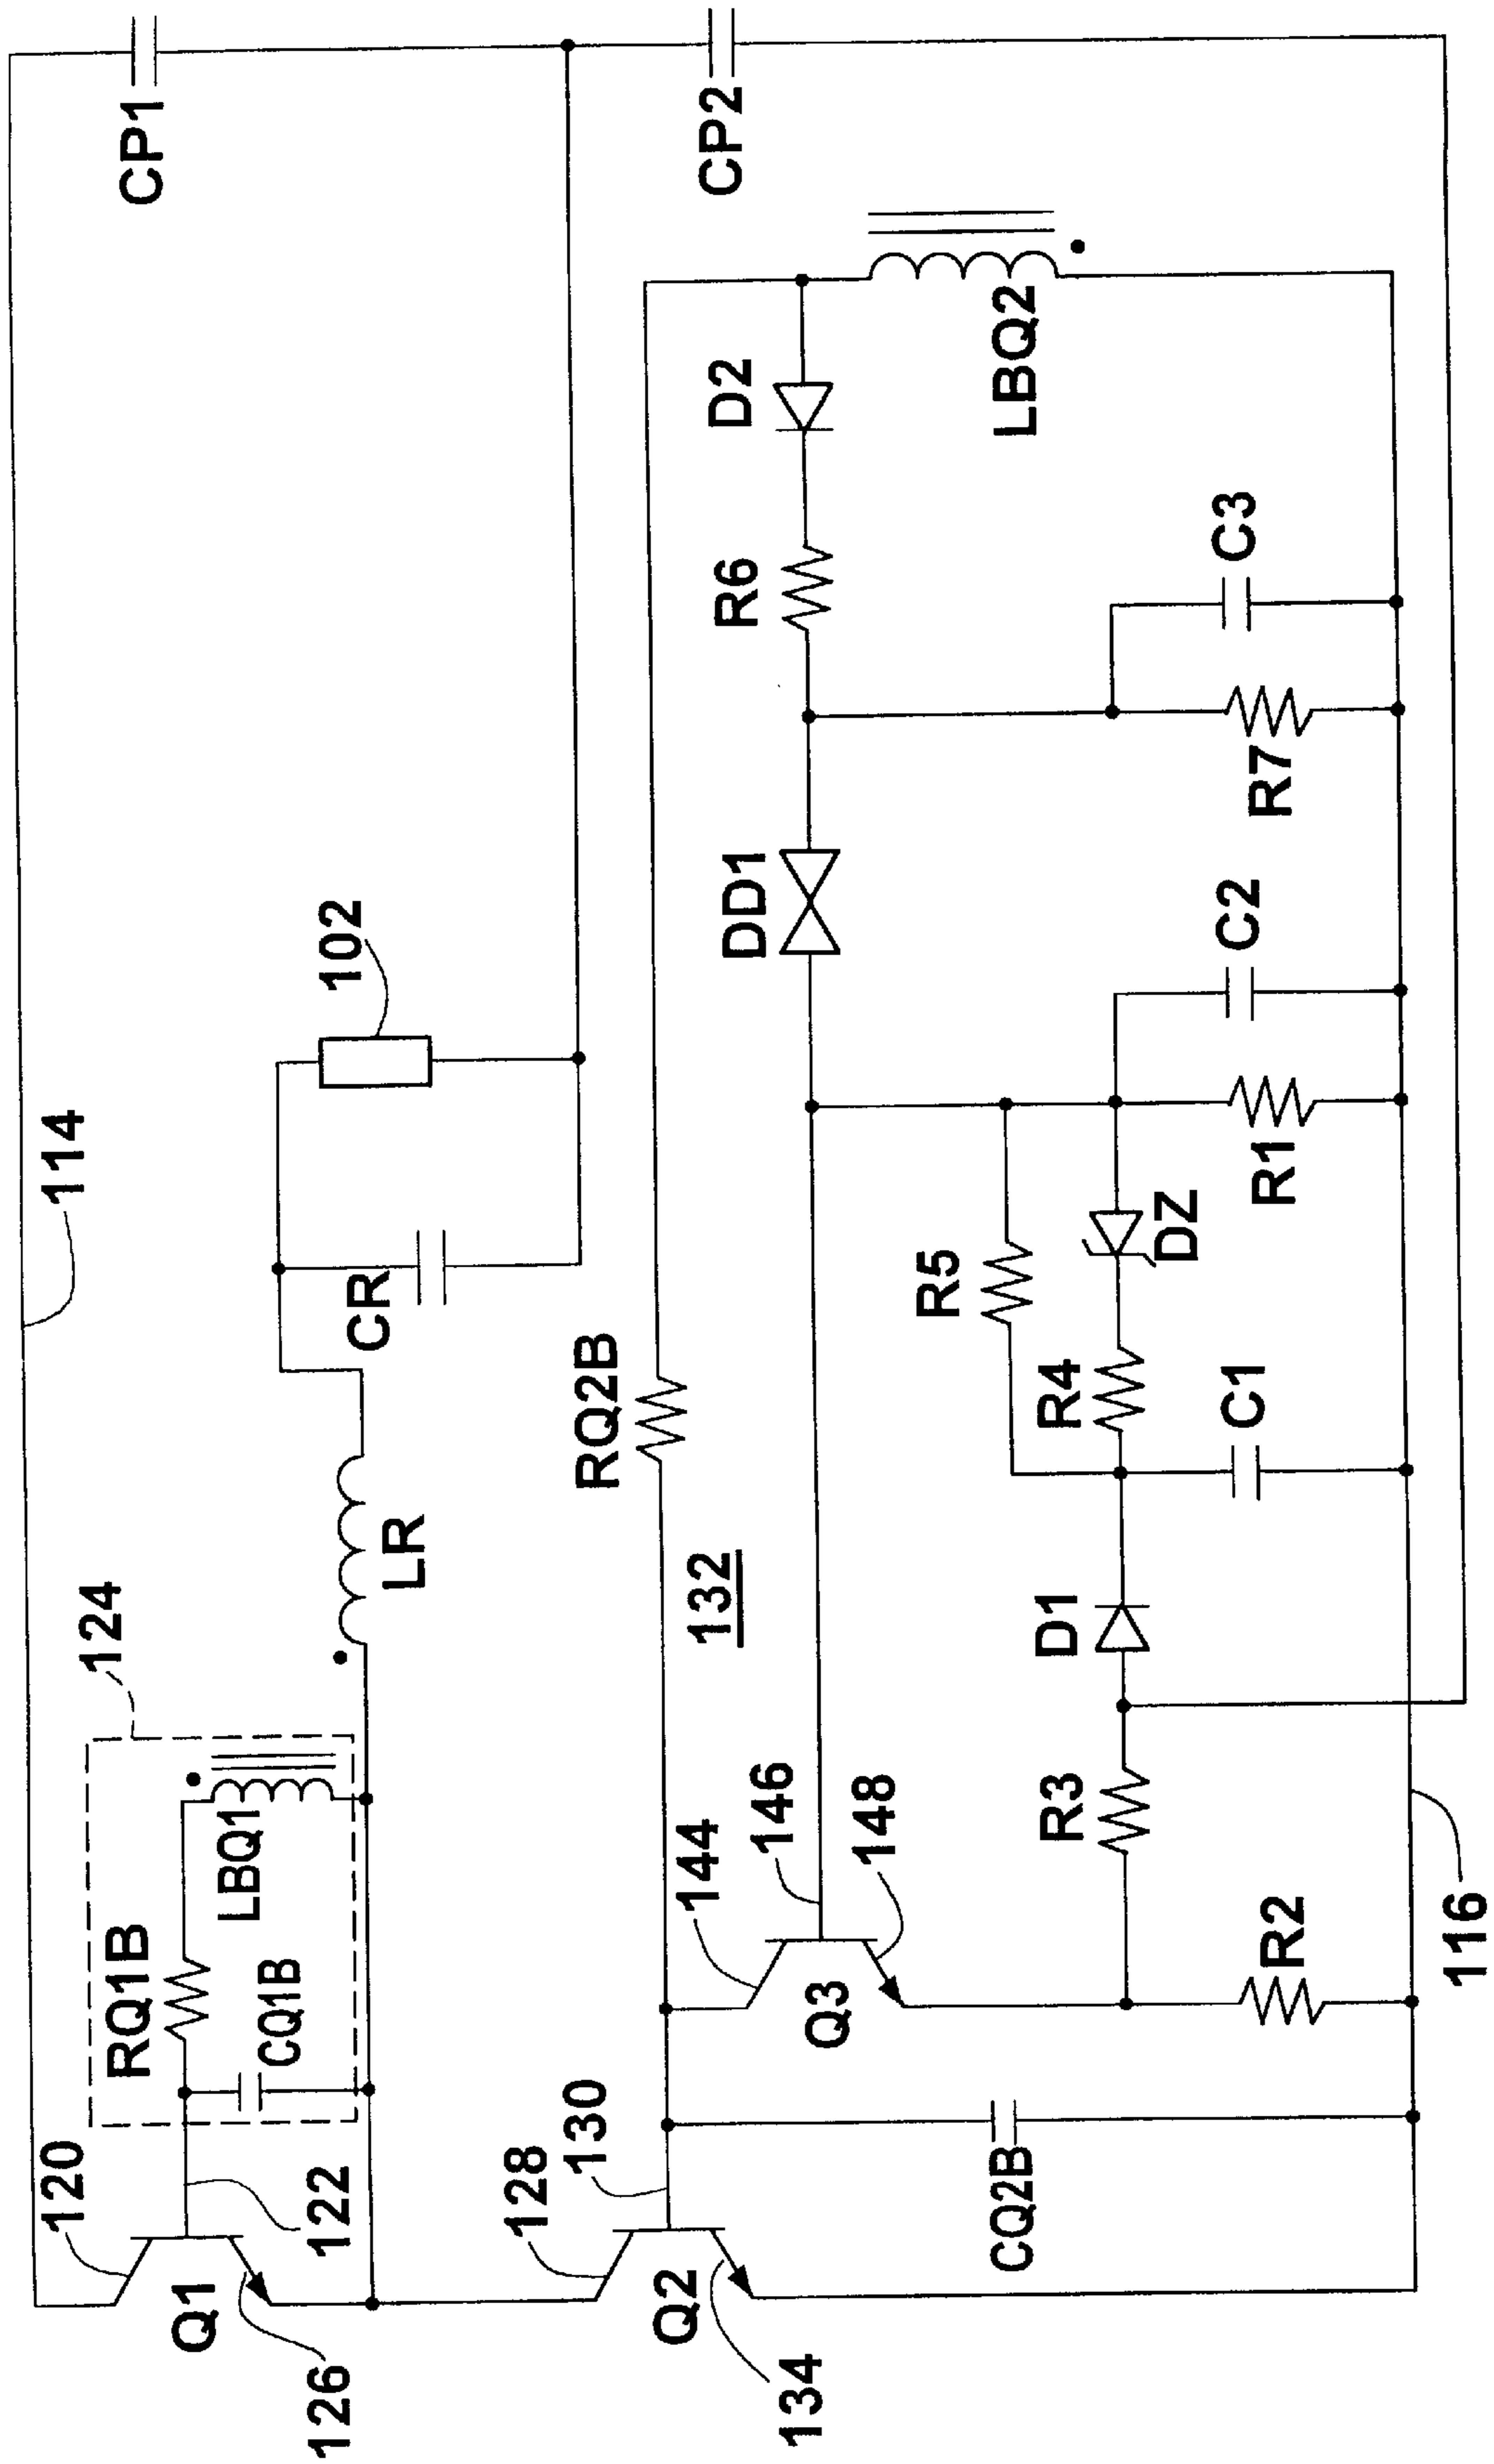 114
CP1
120
RQ1B
124
122
LBQ1
CQ1B
Q1
126
LR
CR
102
128
130
RQ2B
132
CP2
Q2
134
144
146
Q3
148
DD1
R6
D2
CQ2B
R3
D1
R4
R5
DZ
LBQ2
R2
C1
R1
C2
R7
C3
116